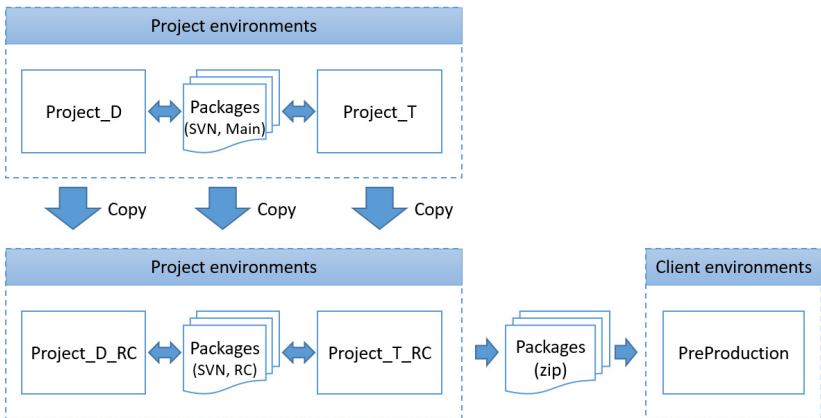 Project environments
Project_D
Packages
(SVN, Main)
Project_T
Copy
Copy
Copy
Project environments
Client environments
Project_D_RC
Packages
(SVN, RC)
Project_T_RC
Packages
(zip)
PreProduction